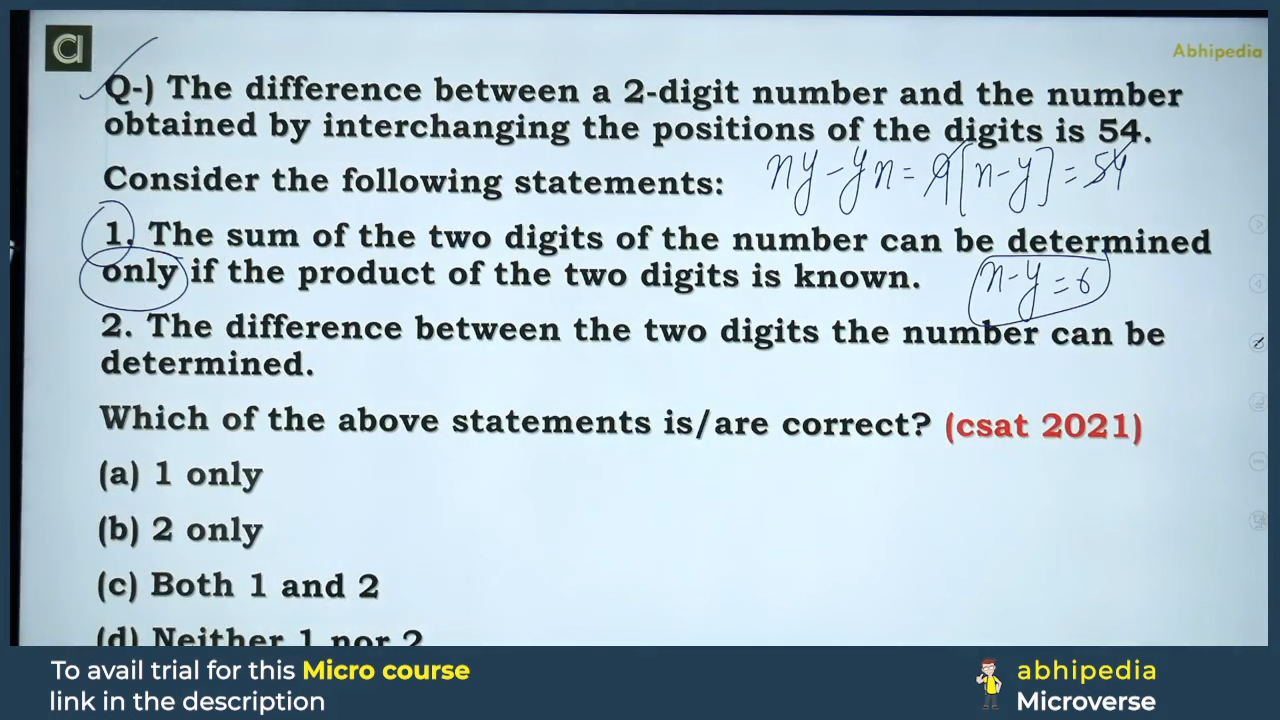 Abhipedia
Q-) The difference between a 2-digit number and the number
obtained by interchanging the positions of the digits is 54.
xy - yx = 9[x-y] = 54
Consider the following statements:
1. The sum of the two digits of the number can be determined
only if the product of the two digits is known.
x-y = 6
2. The difference between the two digits the number can be
determined.
Which of the above statements is/are correct? (csat 2021)
(a) 1 only
(b) 2 only
(c) Both 1 and 2
(d) Neither 1 nor 2
To avail trial for this Micro course
link in the description
abhipedia
Microverse